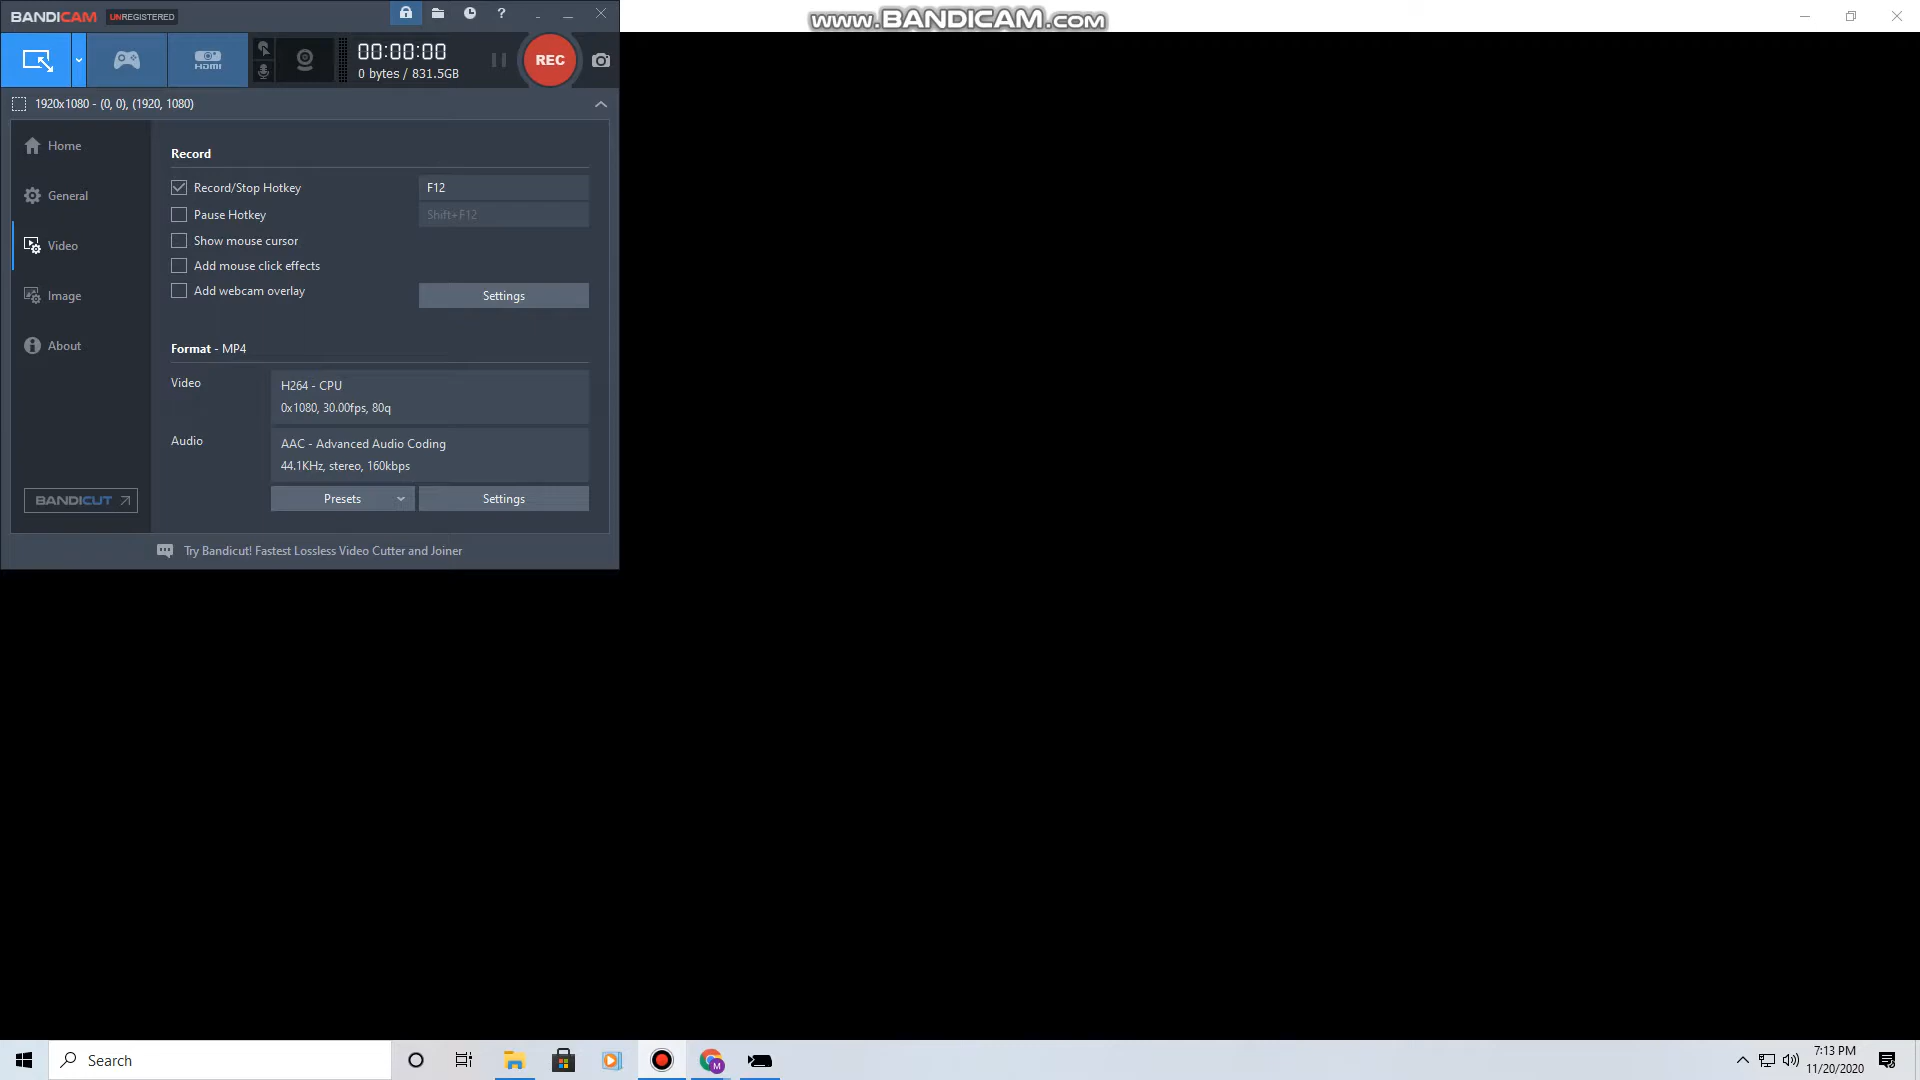 BANDICAM UNREGISTERED
?
www.BANDICAM.com
HDMI
00:00:00
0 bytes / 831.5GB
REC
1920x1080 - (0, 0), (1920, 1080)
Home
General
Video
Image
About
BANDICUT
Record
Record/Stop Hotkey
F12
Pause Hotkey
Shift+F12
Show mouse cursor
Add mouse click effects
Add webcam overlay
Settings
Format - MP4
Video
H264 - CPU
0x1080, 30.00fps, 80q
Audio
AAC - Advanced Audio Coding
44.1KHz, stereo, 160kbps
Presets
Settings
Try Bandicut! Fastest Lossless Video Cutter and Joiner
Search
M
7:13 PM
11/20/2020